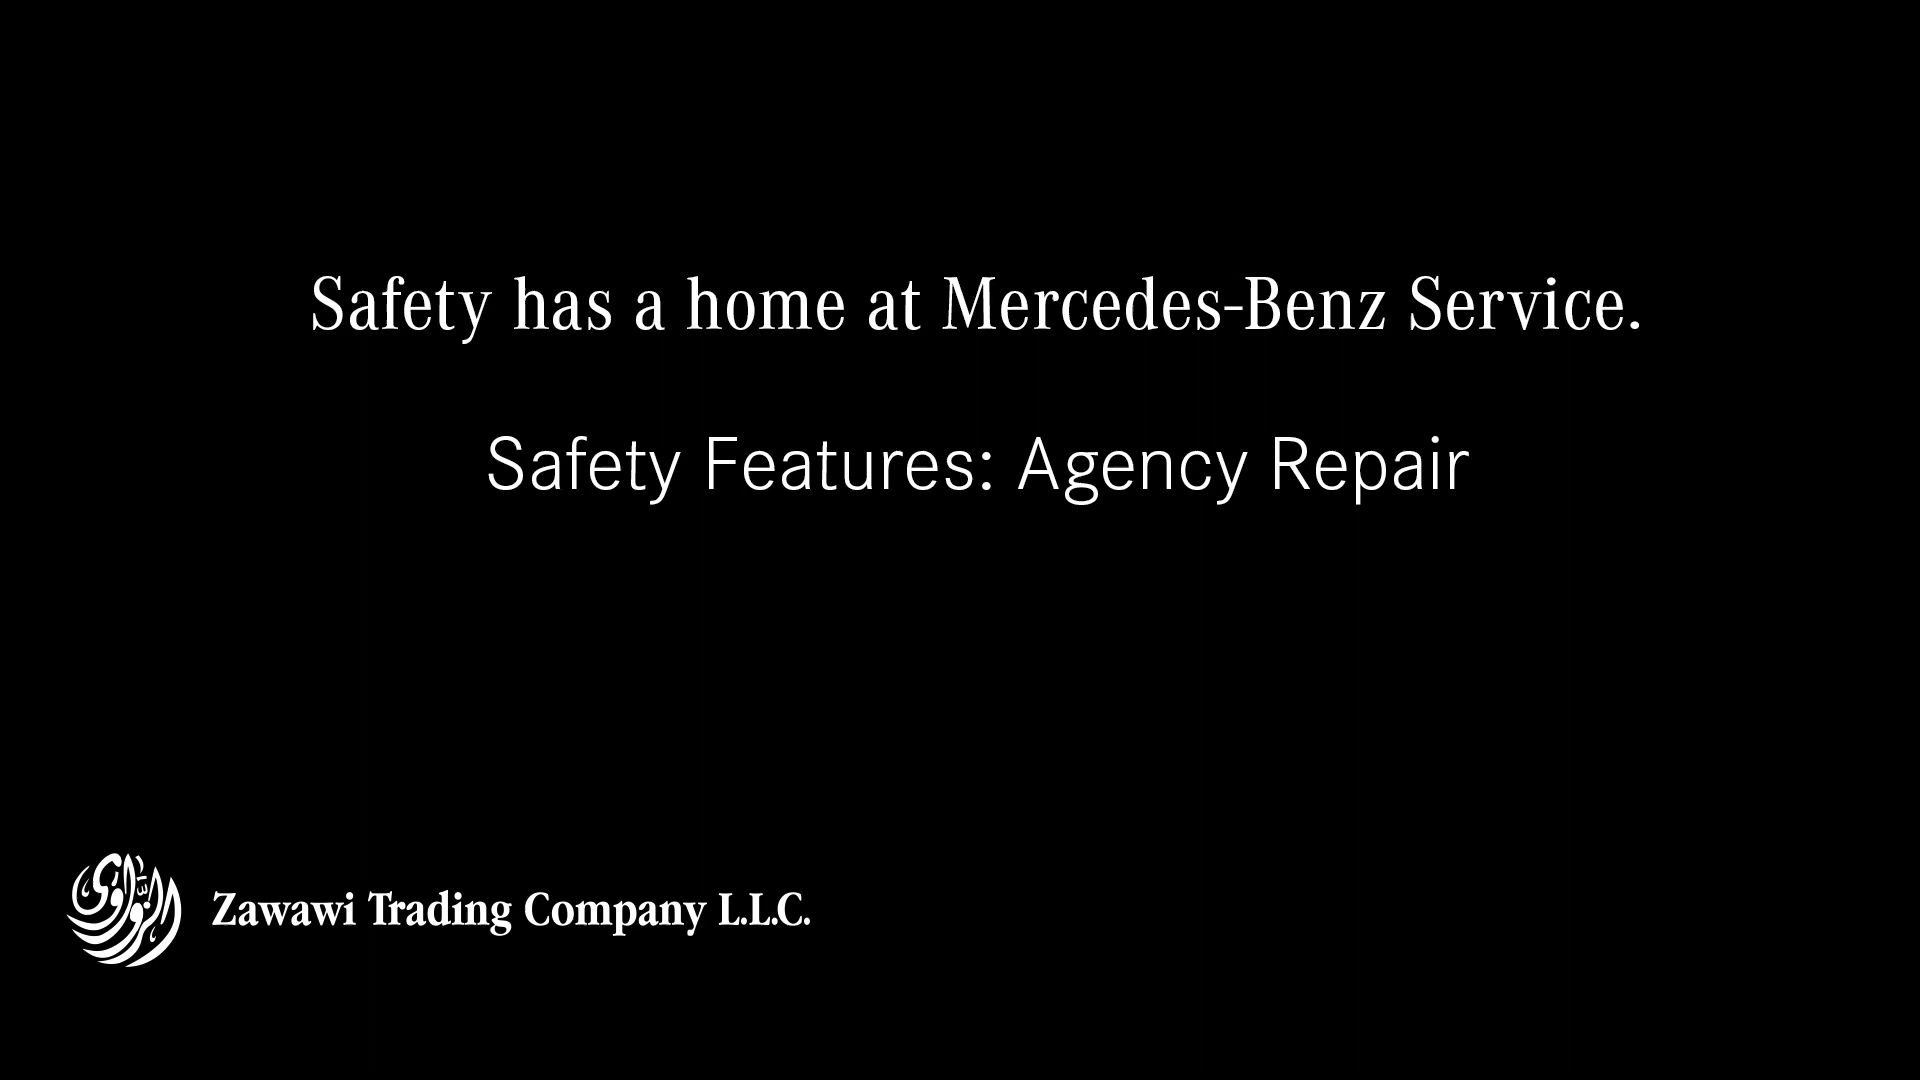 Safety has a home at Mercedes-Benz Service.
Safety Features: Agency Repair
Zawawi Trading Company L.L.C.